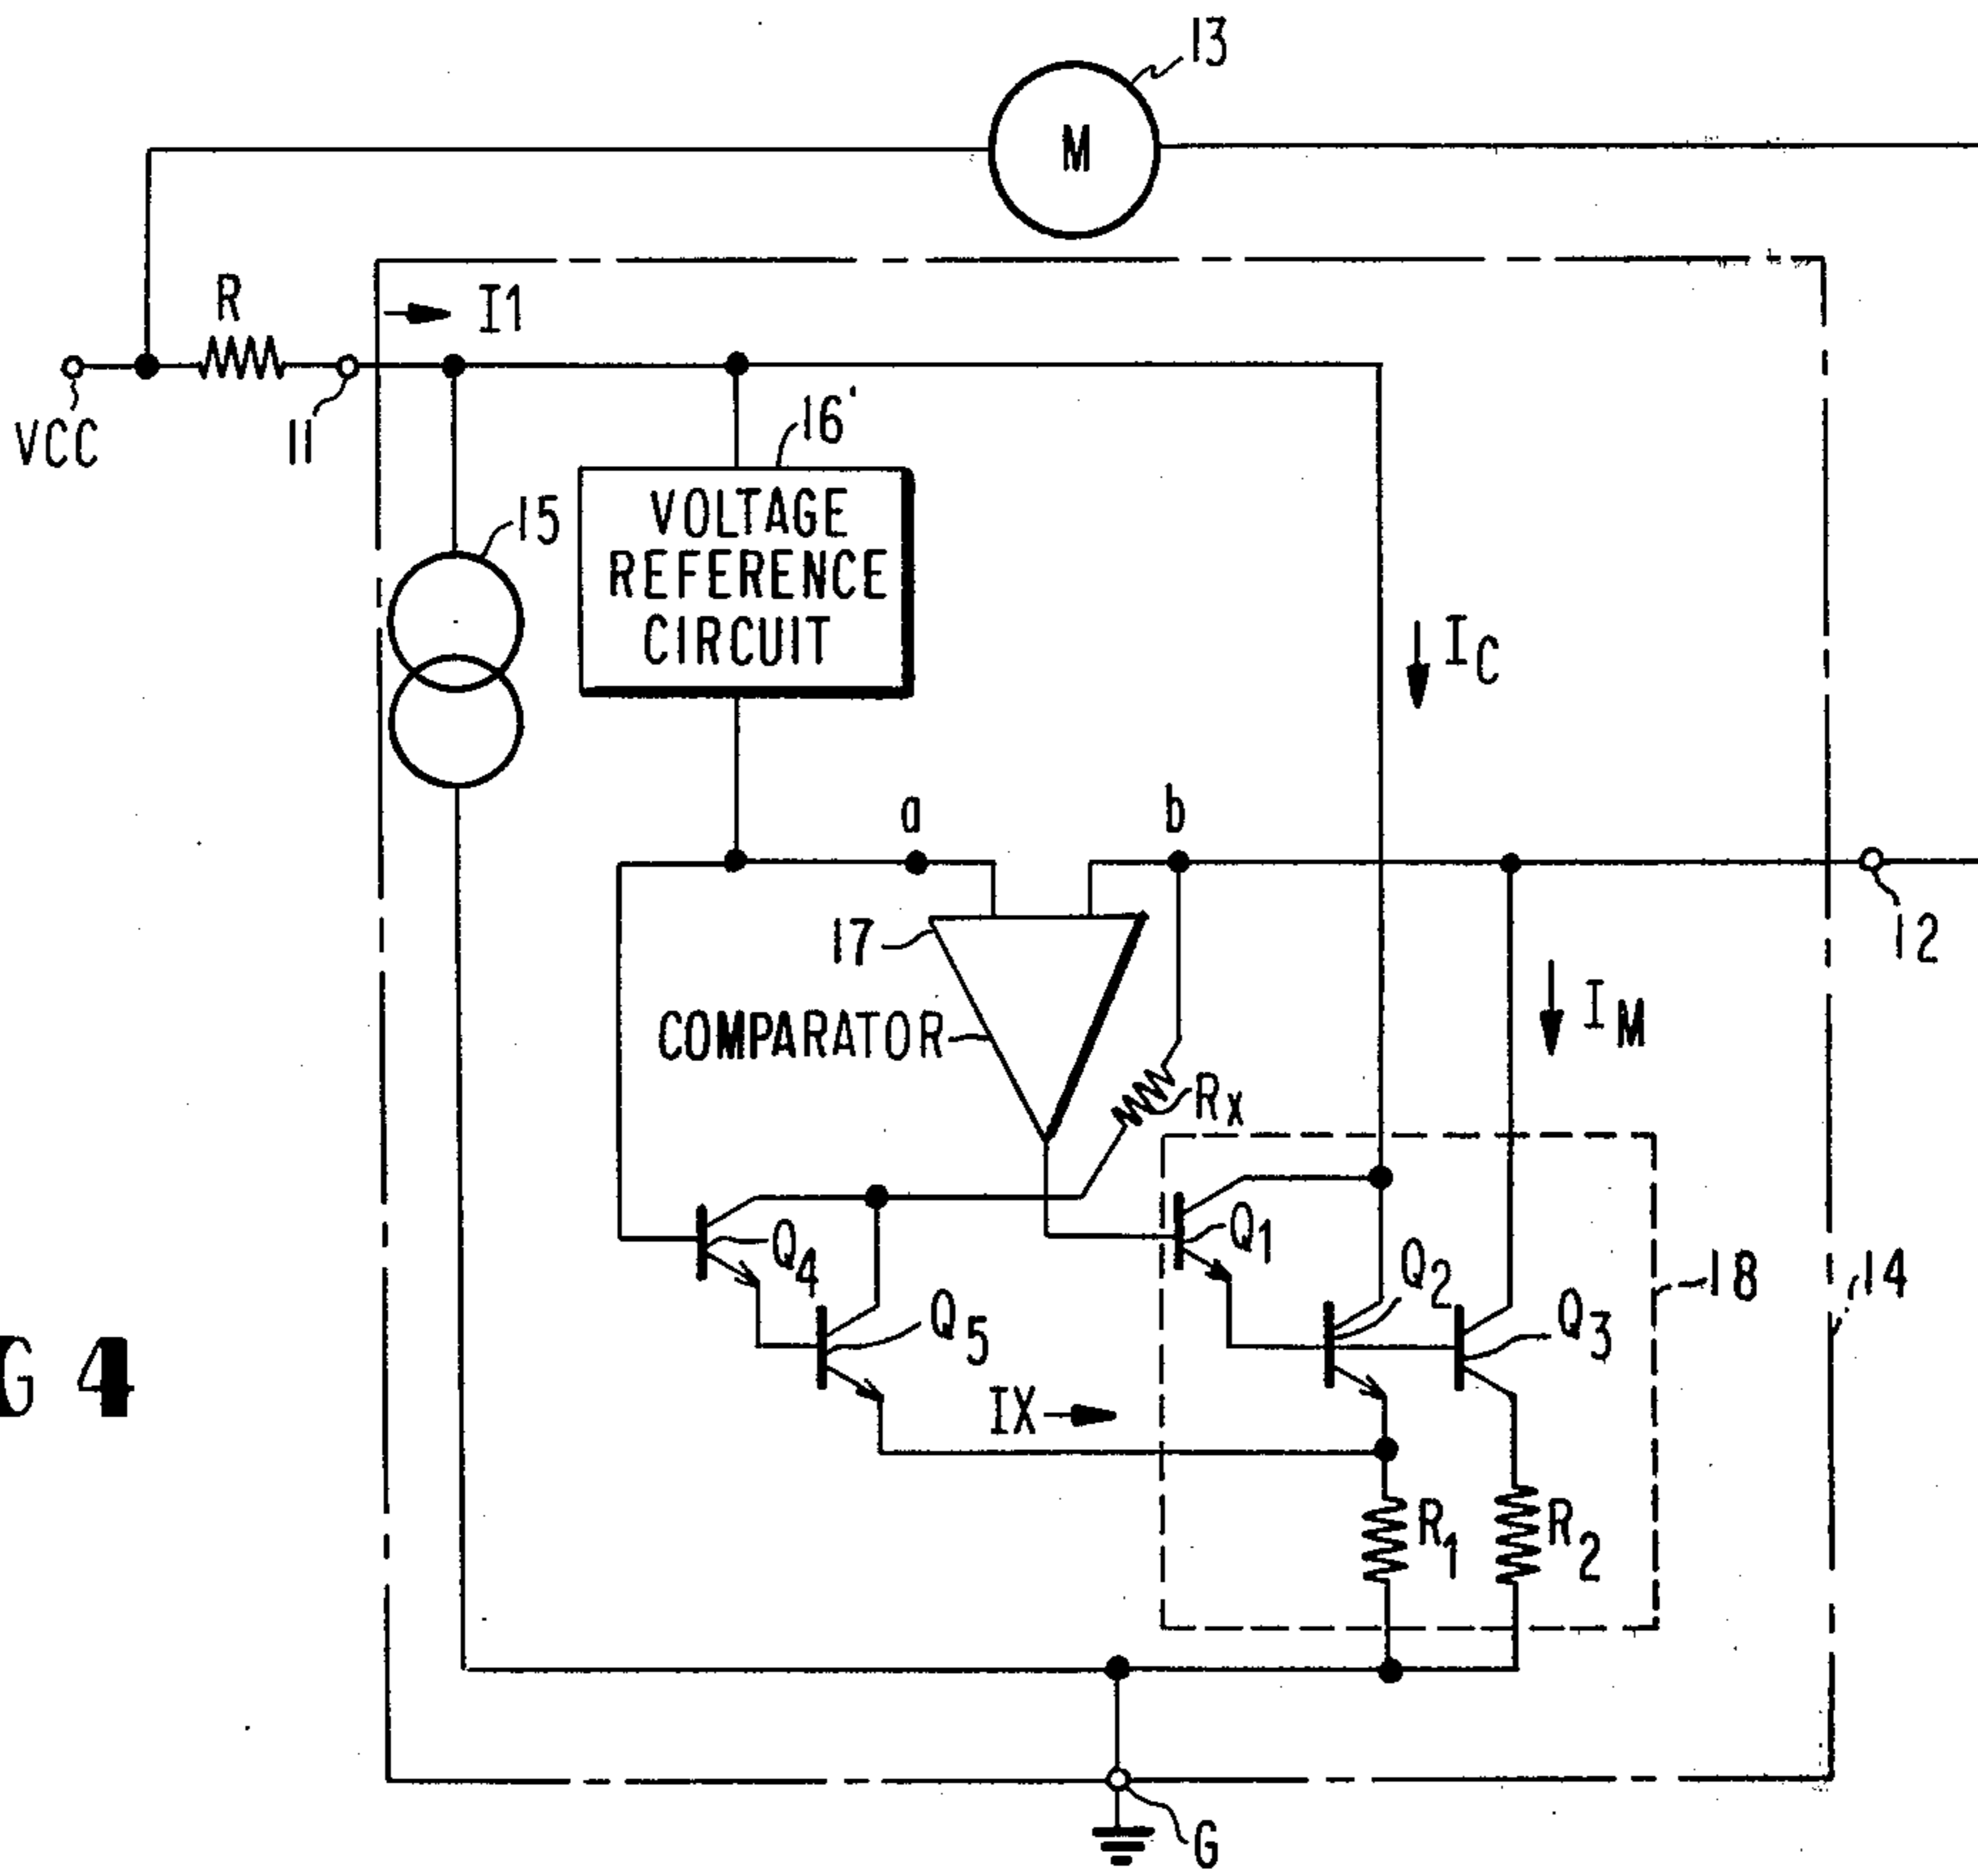 13
M
R
I1
VCC
11
16'
VOLTAGE
REFERENCE
CIRCUIT
15
IC
a
b
17
12
COMPARATOR
IM
RX
Q4
Q1
Q2
18
14
Q5
Q3
G 4
IX
R1
R2
G